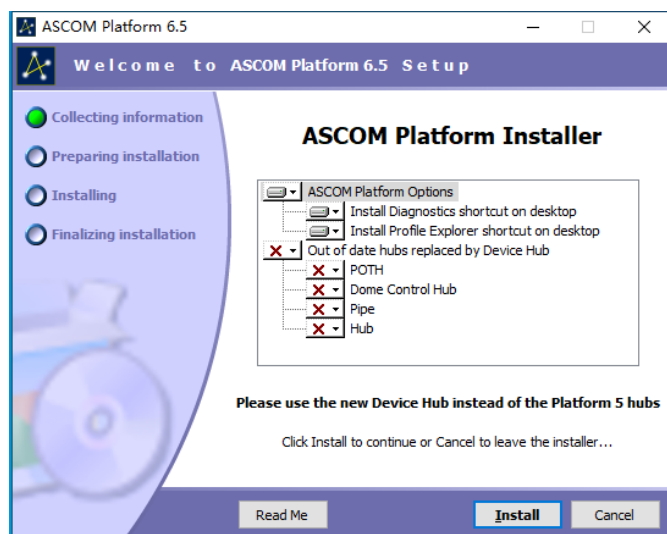 ASCOM Platform 6.5
Welcome to ASCOM Platform 6.5 Setup
Collecting information
Preparing installation
Installing
Finalizing installation
ASCOM Platform Installer
ASCOM Platform Options
Install Diagnostics shortcut on desktop
Install Profile Explorer shortcut on desktop
Out of date hubs replaced by Device Hub
POTH
Dome Control Hub
Pipe
Hub
Please use the new Device Hub instead of the Platform 5 hubs
Click Install to continue or Cancel to leave the installer...
Read Me
Install
Cancel